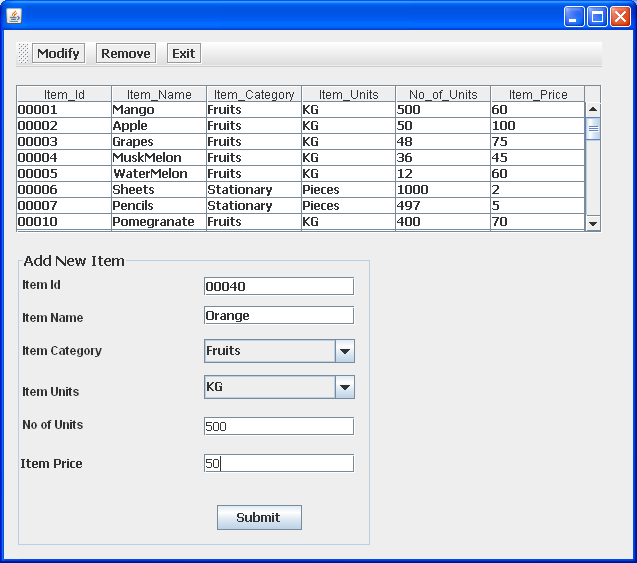 Modify Remove Exit
Item_Id Item_Name Item_Category Item_Units No_of_Units Item_Price
00001 Mango Fruits KG 500 60
00002 Apple Fruits KG 50 100
00003 Grapes Fruits KG 48 75
00004 MuskMelon Fruits KG 36 45
00005 WaterMelon Fruits KG 12 60
00006 Sheets Stationary Pieces 1000 2
00007 Pencils Stationary Pieces 497 5
00010 Pomegranate Fruits KG 400 70
Add New Item
Item Id 00040
Item Name Orange
Item Category Fruits
Item Units KG
No of Units 500
Item Price 50
Submit